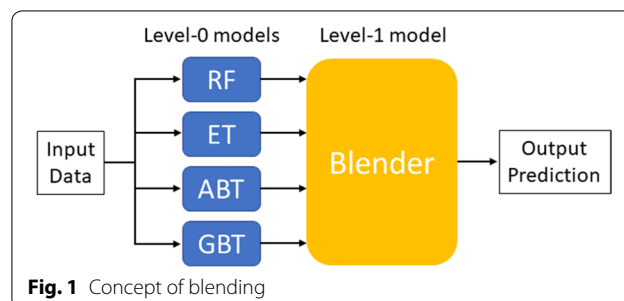 Level-0 models
Level-1 model
RF
ET
ABT
GBT
Input
Data
Blender
Output
Prediction
Fig. 1 Concept of blending